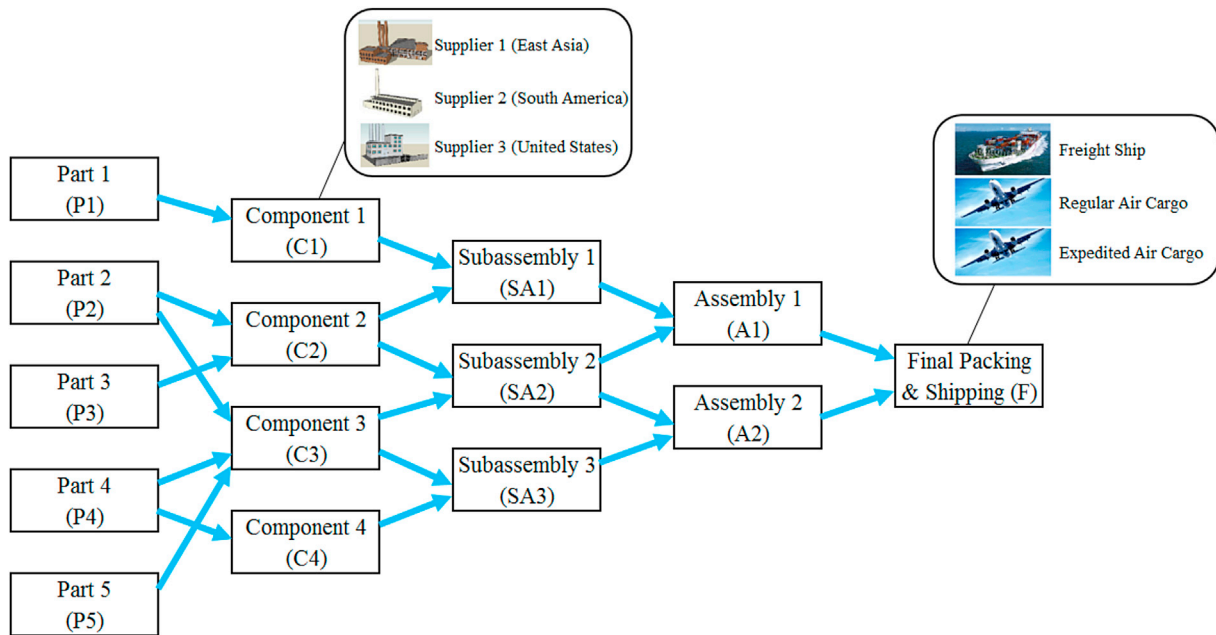 Supplier 1 (East Asia)
Supplier 2 (South America)
Supplier 3 (United States)
Freight Ship
Regular Air Cargo
Expedited Air Cargo
Part 1
(P1)
Part 2
(P2)
Part 3
(P3)
Part 4
(P4)
Part 5
(P5)
Component 1
(C1)
Component 2
(C2)
Component 3
(C3)
Component 4
(C4)
Subassembly 1
(SA1)
Subassembly 2
(SA2)
Subassembly 3
(SA3)
Assembly 1
(A1)
Assembly 2
(A2)
Final Packing
& Shipping (F)